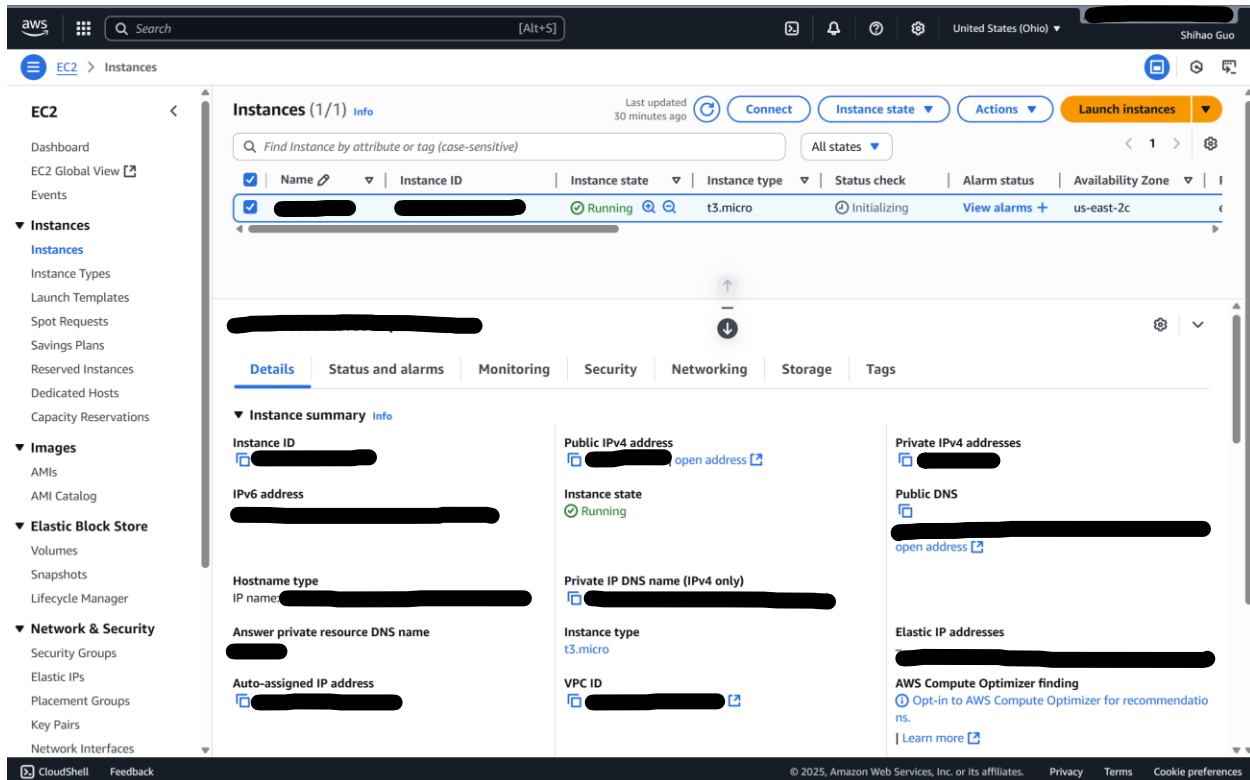 aws
Search [Alt+S]
United States (Ohio)
Shihao Guo
EC2 > Instances
EC2
Dashboard
EC2 Global View
Events
Instances
Instances
Instance Types
Launch Templates
Spot Requests
Savings Plans
Reserved Instances
Dedicated Hosts
Capacity Reservations
Images
AMIs
AMI Catalog
Elastic Block Store
Volumes
Snapshots
Lifecycle Manager
Network & Security
Security Groups
Elastic IPs
Placement Groups
Key Pairs
Network Interfaces
Instances (1/1) Info
Last updated
30 minutes ago
Connect
Instance state
Actions
Launch instances
Find Instance by attribute or tag (case-sensitive)
All states
1
Name Instance ID Instance state Instance type Status check Alarm status Availability Zone
Running t3.micro Initializing View alarms + us-east-2c
Details Status and alarms Monitoring Security Networking Storage Tags
Instance summary Info
Instance ID
Public IPv4 address
open address
Private IPv4 addresses
IPv6 address
Instance state
Running
Public DNS
open address
Hostname type
IP name:
Private IP DNS name (IPv4 only)
Answer private resource DNS name
Instance type
t3.micro
Elastic IP addresses
–
Auto-assigned IP address
VPC ID
AWS Compute Optimizer finding
Opt-in to AWS Compute Optimizer for recommendatio
ns.
| Learn more
CloudShell Feedback
© 2025, Amazon Web Services, Inc. or its affiliates. Privacy Terms Cookie preferences